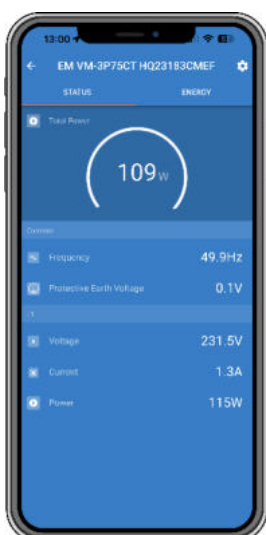 13:00
EM VM-3P75CT HQ23183CMEF
STATUS ENERGY
Total Power
109W
Common
Frequency 49.9Hz
Protective Earth Voltage 0.1V
Voltage 231.5V
Current 1.3A
Power 115W